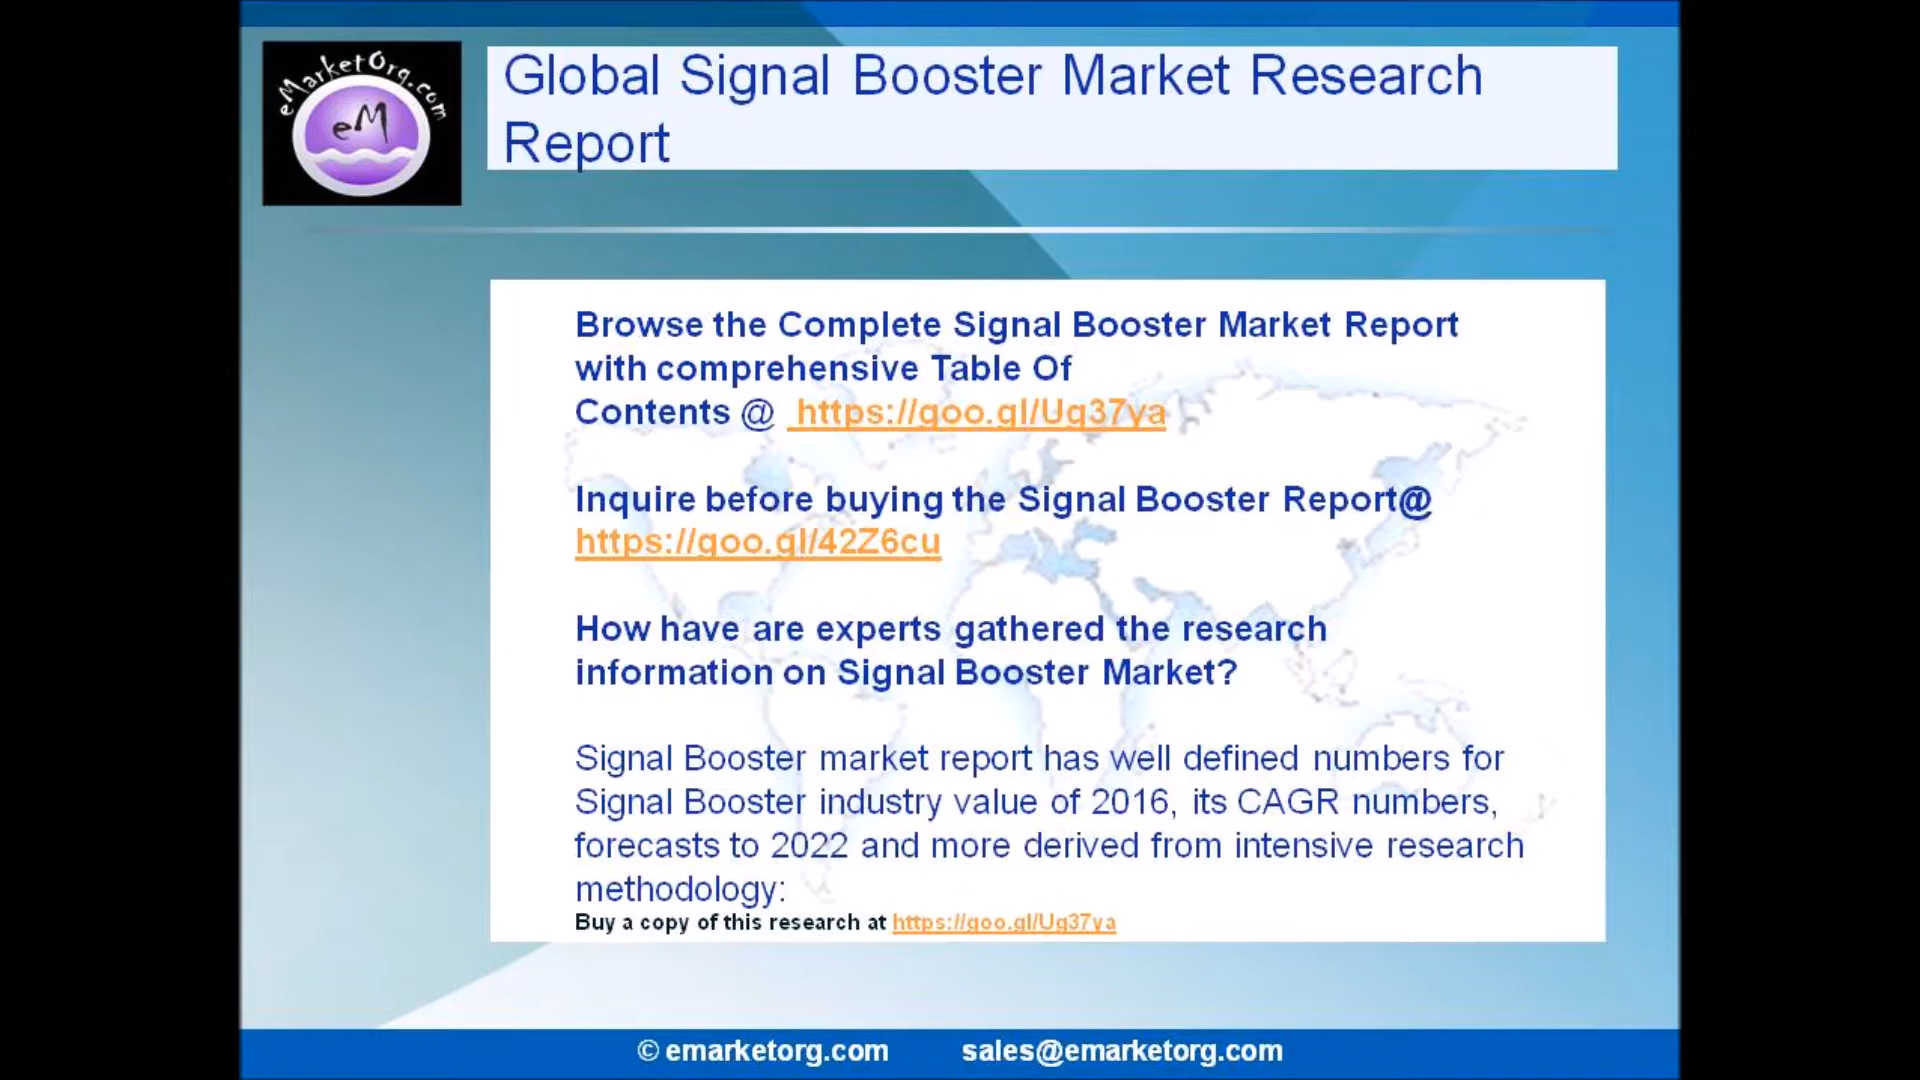 eMarketOrg.com
eM
Global Signal Booster Market Research
Report
Browse the Complete Signal Booster Market Report
with comprehensive Table Of
Contents @ https://goo.gl/Ug37ya
Inquire before buying the Signal Booster Report@
https://goo.gl/42Z6cu
How have are experts gathered the research
information on Signal Booster Market?
Signal Booster market report has well defined numbers for
Signal Booster industry value of 2016, its CAGR numbers,
forecasts to 2022 and more derived from intensive research
methodology:
Buy a copy of this research at https://goo.gl/Ug37ya
© emarketorg.com sales@emarketorg.com